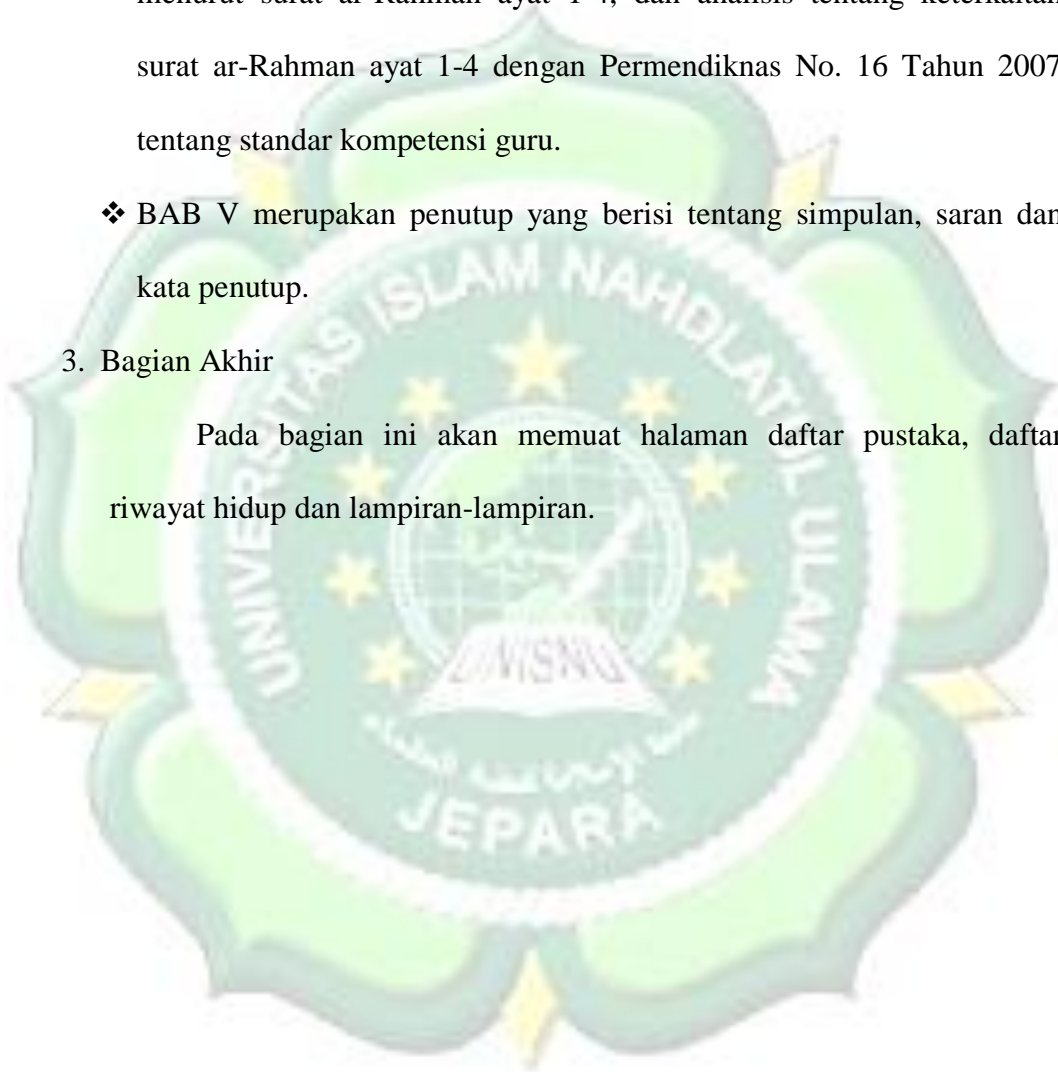 menurut surat ar-Rahman ayat 1-4, dan analisis tentang keterkaitan
surat ar-Rahman ayat 1-4 dengan Permendiknas No. 16 Tahun 2007
tentang standar kompetensi guru.
❖ BAB V merupakan penutup yang berisi tentang simpulan, saran dan
kata penutup.
3. Bagian Akhir
Pada bagian ini akan memuat halaman daftar pustaka, daftar
riwayat hidup dan lampiran-lampiran.
UNIVERSITAS ISLAM NAHDLATUL ULAMA
UNISNU
JEPARA